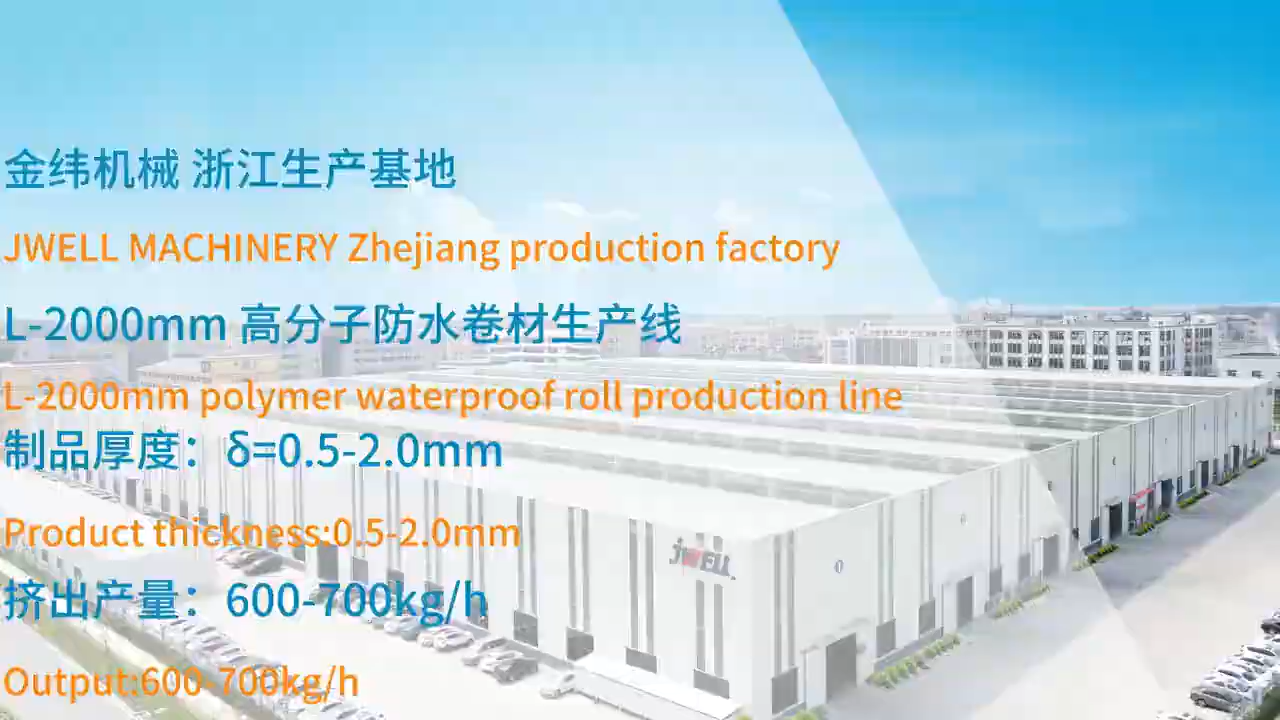 金纬机械 浙江生产基地
JWELL MACHINERY Zhejiang production factory
L-2000mm 高分子防水卷材生产线
L-2000mm polymer waterproof roll production line
制品厚度：δ=0.5-2.0mm
Product thickness:0.5-2.0mm
jWELL
挤出产量：600-700kg/h
Output:600-700kg/h